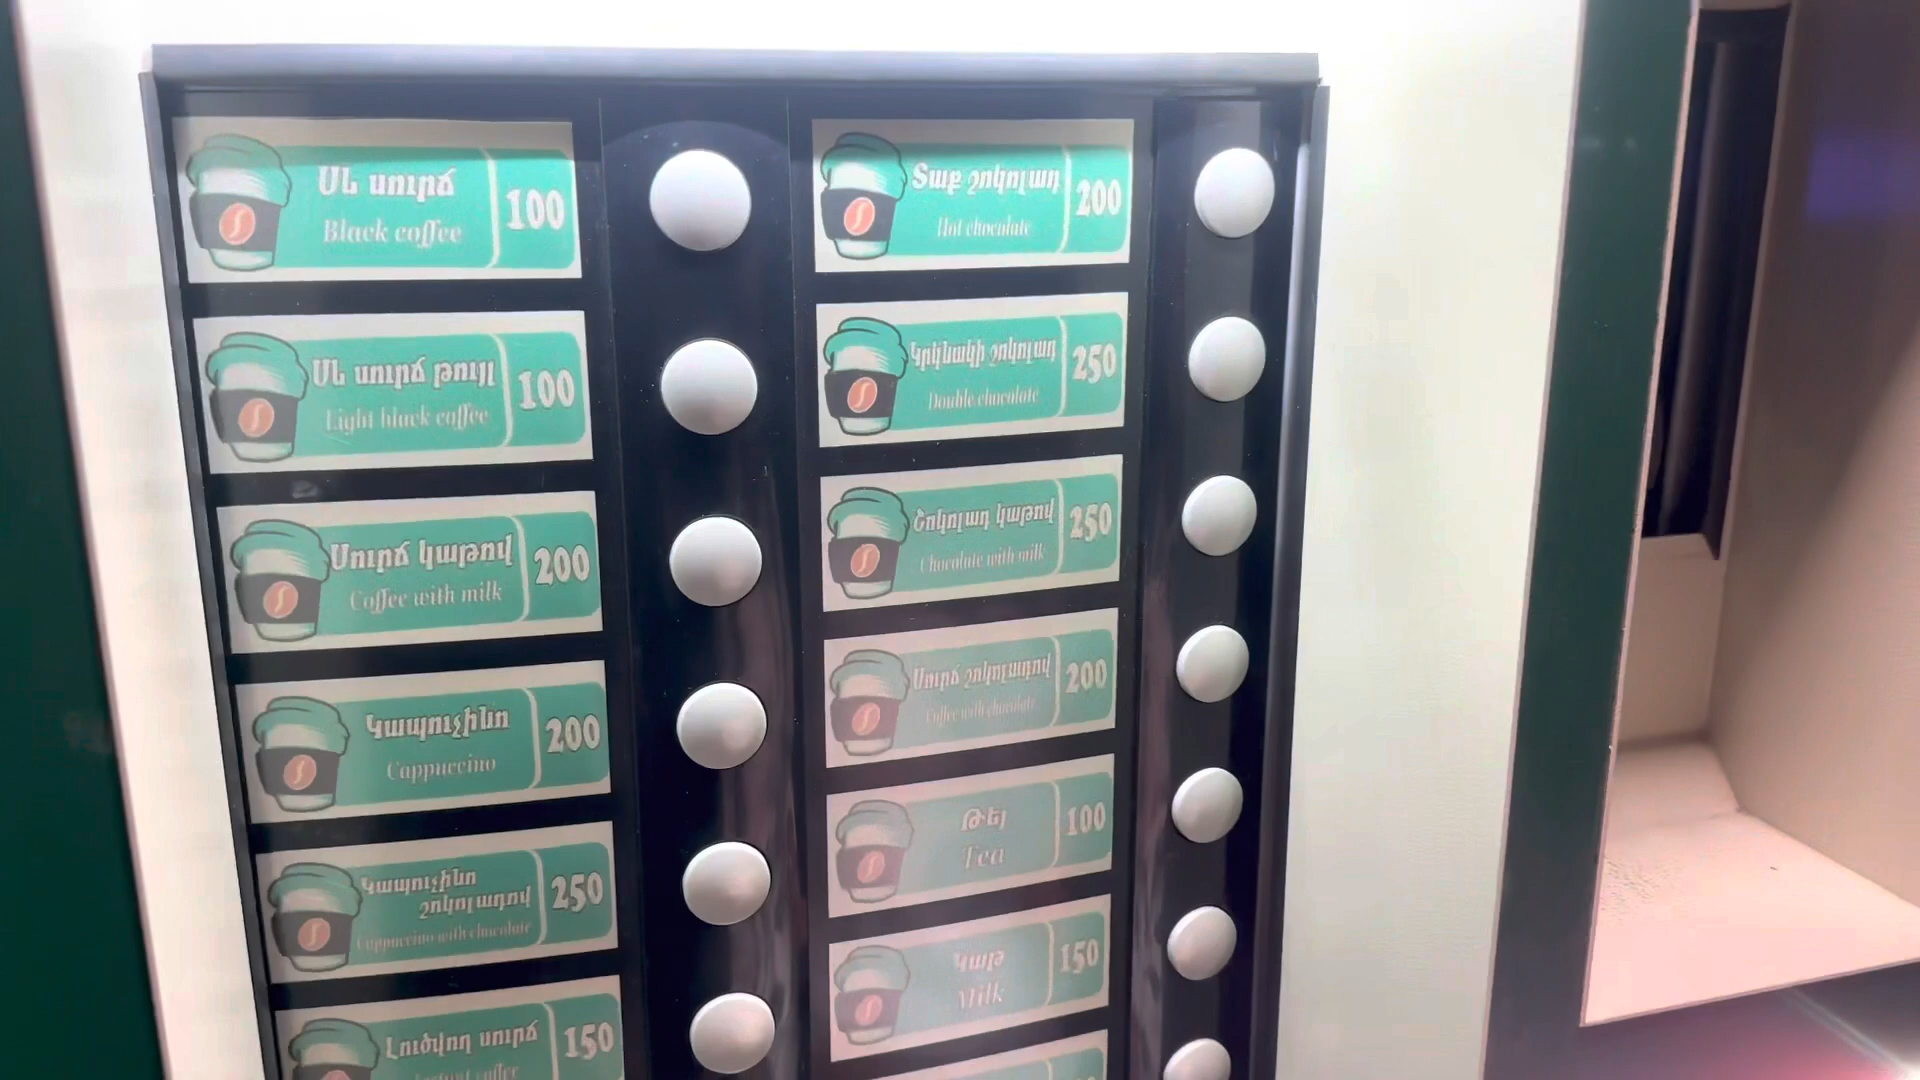 Սև սուրճ
Black coffee
100
Սև սուրճ թույլ
Light black coffee
100
Սուրճ կաթով
Coffee with milk
200
Կապուչինո
Cappuccino
200
Կապուչինո
շոկոլադով
Cappuccino with chocolate
250
Լուծվող սուրճ
Instant coffee
150
Տաք շոկոլադ
Hot chocolate
200
Կրկնակի շոկոլադ
Double chocolate
250
Շոկոլադ կաթով
Chocolate with milk
250
Սուրճ շոկոլադով
Coffee with chocolate
200
Թեյ
Tea
100
Կաթ
Milk
150